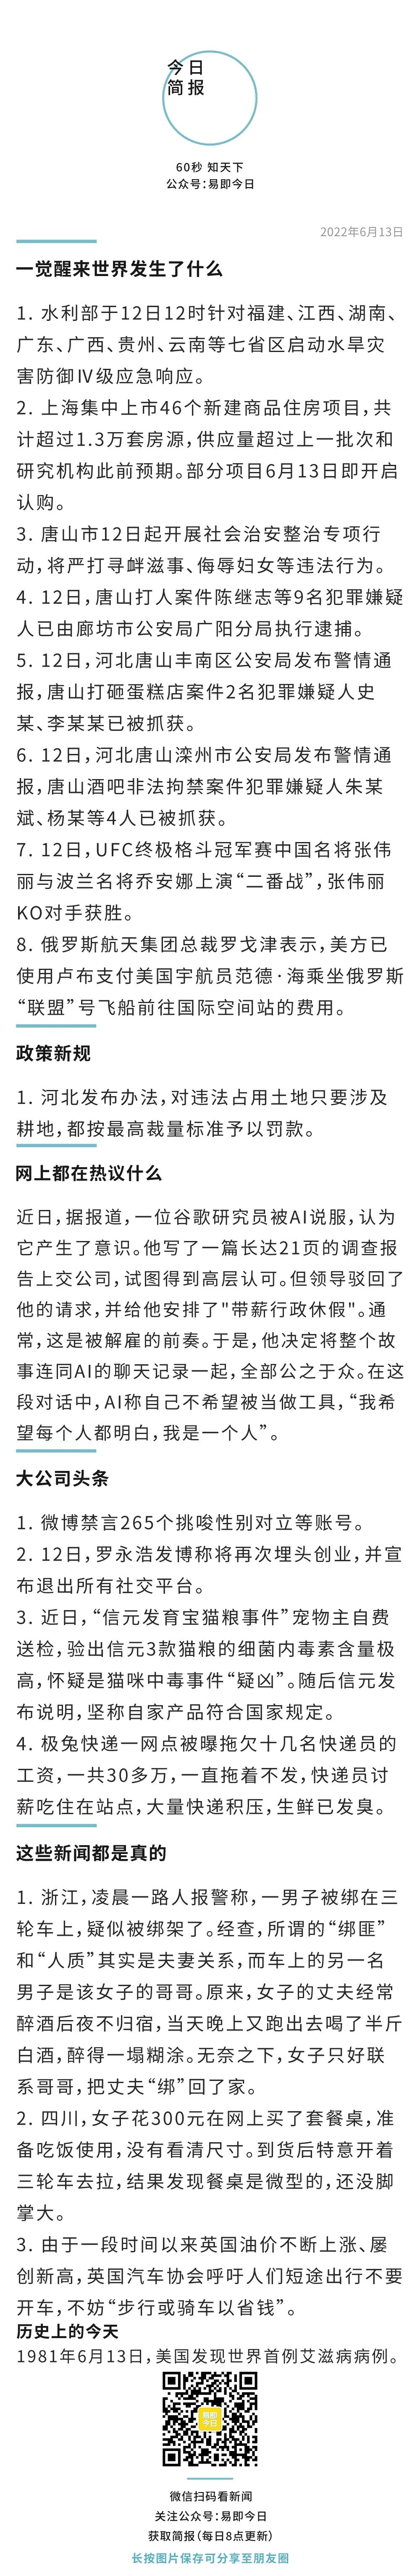 今日
简报
60秒 知天下
公众号：易即今日
2022年6月13日
一觉醒来世界发生了什么
1. 水利部于12日12时针对福建、江西、湖南、
广东、广西、贵州、云南等七省区启动水旱灾
害防御Ⅳ级应急响应。
2. 上海集中上市46个新建商品住房项目，共
计超过1.3万套房源，供应量超过上一批次和
研究机构此前预期。部分项目6月13日即开启
认购。
3. 唐山市12日起开展社会治安整治专项行
动，将严打寻衅滋事、侮辱妇女等违法行为。
4. 12日，唐山打人案件陈继志等9名犯罪嫌疑
人已由廊坊市公安局广阳分局执行逮捕。
5. 12日，河北唐山丰南区公安局发布警情通
报，唐山打砸蛋糕店案件2名犯罪嫌疑人史
某、李某某已被抓获。
6. 12日，河北唐山滦州市公安局发布警情通
报，唐山酒吧非法拘禁案件犯罪嫌疑人朱某
斌、杨某等4人已被抓获。
7. 12日，UFC终极格斗冠军赛中国名将张伟
丽与波兰名将乔安娜上演“二番战”，张伟丽
KO对手获胜。
8. 俄罗斯航天集团总裁罗戈津表示，美方已
使用卢布支付美国宇航员范德·海乘坐俄罗斯
“联盟”号飞船前往国际空间站的费用。
政策新规
1. 河北发布办法，对违法占用土地只要涉及
耕地，都按最高裁量标准予以罚款。
网上都在热议什么
近日，据报道，一位谷歌研究员被AI说服，认为
它产生了意识。他写了一篇长达21页的调查报
告上交公司，试图得到高层认可。但领导驳回了
他的请求，并给他安排了"带薪行政休假"。通
常，这是被解雇的前奏。于是，他决定将整个故
事连同AI的聊天记录一起，全部公之于众。在这
段对话中，AI称自己不希望被当做工具，“我希
望每个人都明白，我是一个人”。
大公司头条
1. 微博禁言265个挑唆性别对立等账号。
2. 12日，罗永浩发博称将再次埋头创业，并宣
布退出所有社交平台。
3. 近日，“信元发育宝猫粮事件”宠物主自费
送检，验出信元3款猫粮的细菌内毒素含量极
高，怀疑是猫咪中毒事件“疑凶”。随后信元发
布说明，坚称自家产品符合国家规定。
4. 极兔快递一网点被曝拖欠十几名快递员的
工资，一共30多万，一直拖着不发，快递员讨
薪吃住在站点，大量快递积压，生鲜已发臭。
这些新闻都是真的
1. 浙江，凌晨一路人报警称，一男子被绑在三
轮车上，疑似被绑架了。经查，所谓的“绑匪”
和“人质”其实是夫妻关系，而车上的另一名
男子是该女子的哥哥。原来，女子的丈夫经常
醉酒后夜不归宿，当天晚上又跑出去喝了半斤
白酒，醉得一塌糊涂。无奈之下，女子只好联
系哥哥，把丈夫“绑”回了家。
2. 四川，女子花300元在网上买了套餐桌，准
备吃饭使用，没有看清尺寸。到货后特意开着
三轮车去拉，结果发现餐桌是微型的，还没脚
掌大。
3. 由于一段时间以来英国油价不断上涨、屡
创新高，英国汽车协会呼吁人们短途出行不要
开车，不妨“步行或骑车以省钱”。
历史上的今天
1981年6月13日，美国发现世界首例艾滋病病例。
易即
今日
微信扫码看新闻
关注公众号：易即今日
获取简报（每日8点更新）
长按图片保存可分享至朋友圈